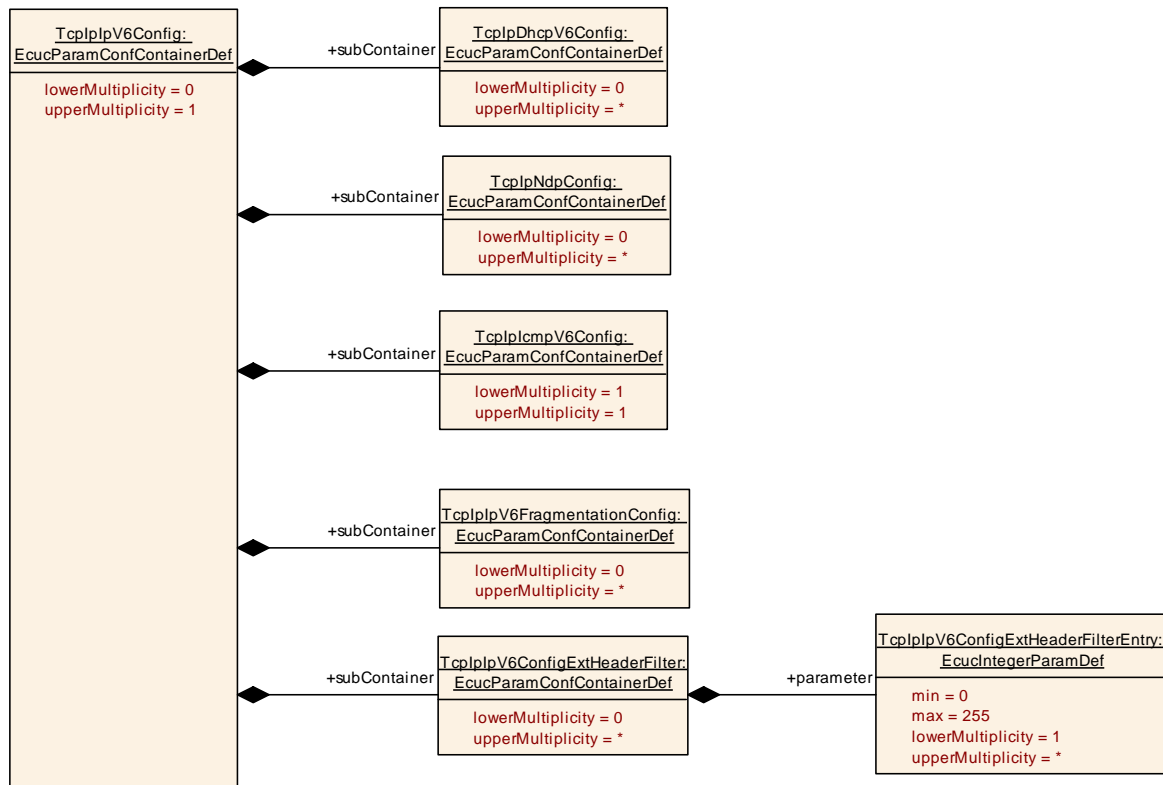 TcpIpIpV6Config:
EcucParamConfContainerDef
lowerMultiplicity = 0
upperMultiplicity = 1
+subContainer
TcpIpDhcpV6Config:
EcucParamConfContainerDef
lowerMultiplicity = 0
upperMultiplicity = *
+subContainer
TcpIpNdpConfig:
EcucParamConfContainerDef
lowerMultiplicity = 0
upperMultiplicity = *
+subContainer
TcpIpIcmpV6Config:
EcucParamConfContainerDef
lowerMultiplicity = 1
upperMultiplicity = 1
+subContainer
TcpIpIpV6FragmentationConfig:
EcucParamConfContainerDef
lowerMultiplicity = 0
upperMultiplicity = *
+subContainer
TcpIpIpV6ConfigExtHeaderFilter:
EcucParamConfContainerDef
lowerMultiplicity = 0
upperMultiplicity = *
+parameter
TcpIpIpV6ConfigExtHeaderFilterEntry:
EcucIntegerParamDef
min = 0
max = 255
lowerMultiplicity = 1
upperMultiplicity = *